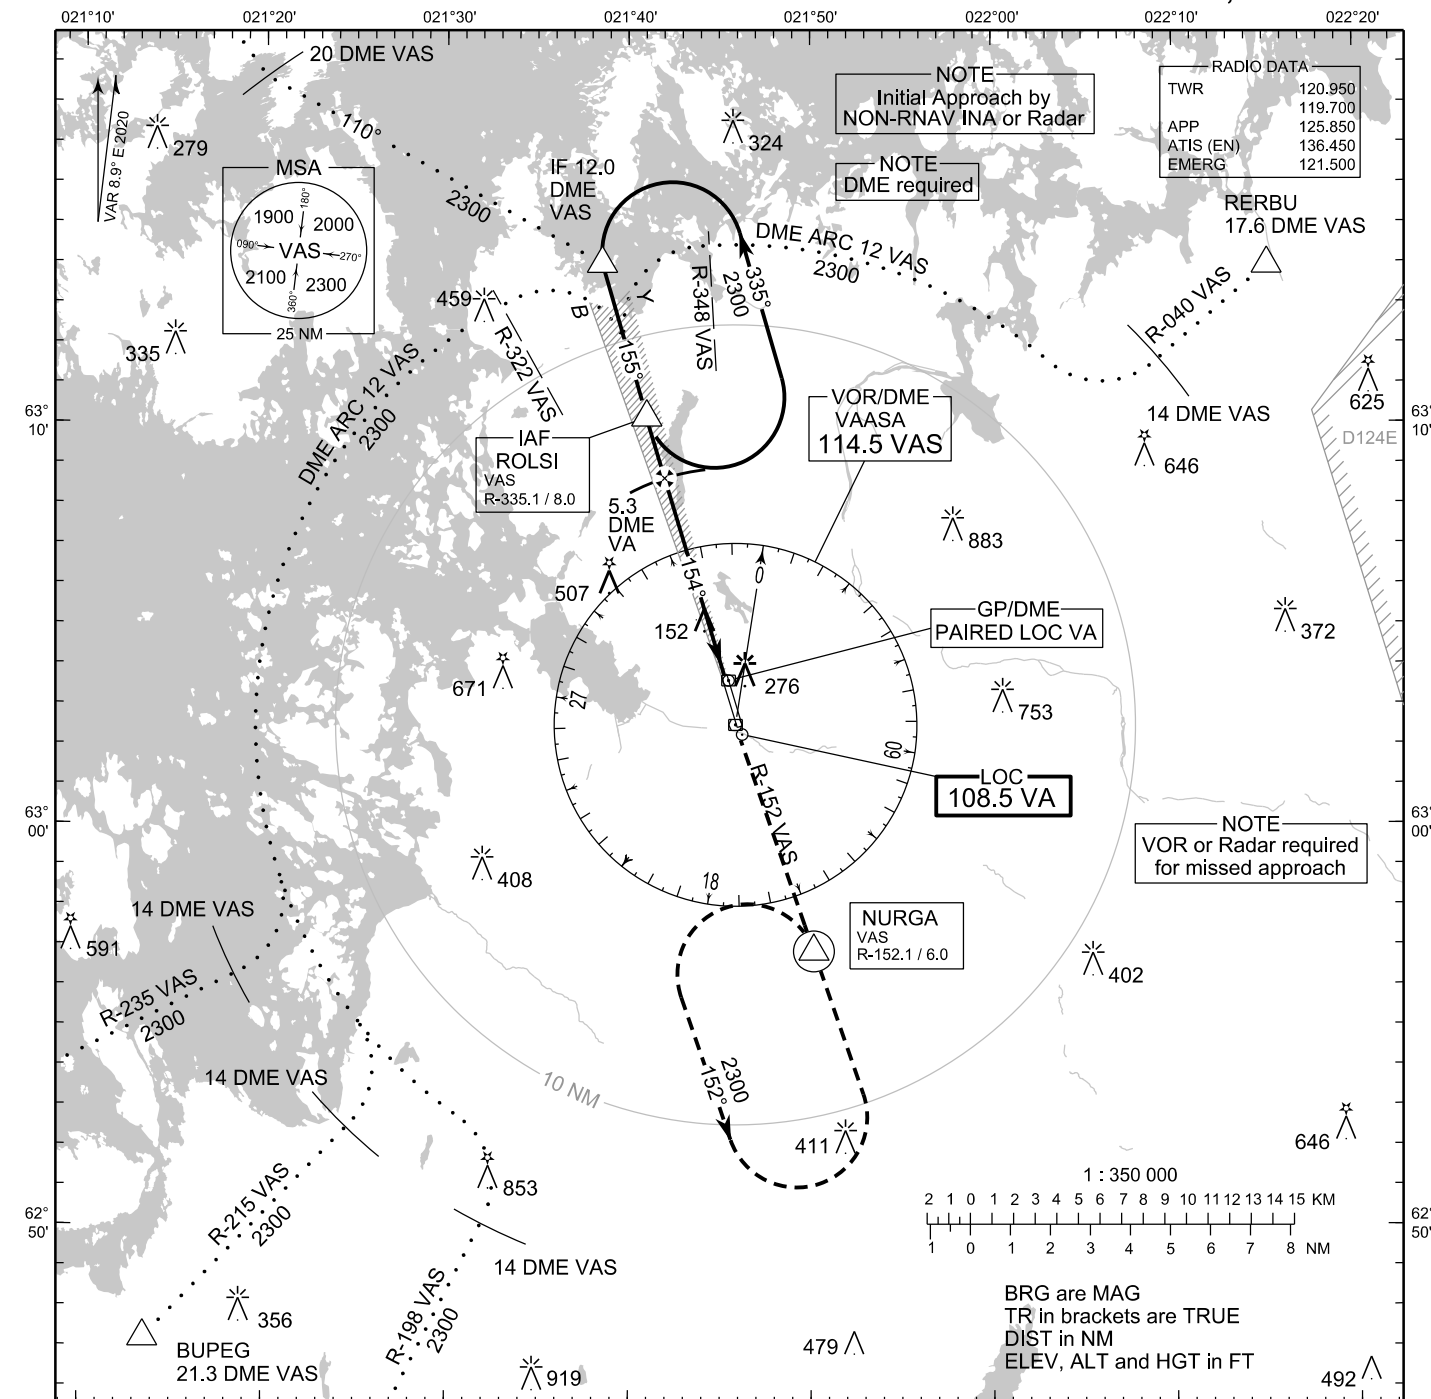 021°10'
021°20'
021°30'
021°40'
021°50'
022°00'
022°10'
022°20'
20 DME VAS
110°
2300
VAR 8.9° E 2020
279
MSA
180°
1900
2000
090°
VAS
270°
2100
2300
360°
25 NM
335
IF 12.0
DME
VAS
324
NOTE
Initial Approach by
NON-RNAV INA or Radar
NOTE
DME required
RADIO DATA
TWR 120.950
119.700
APP 125.850
ATIS (EN) 136.450
EMERG 121.500
RERBU
17.6 DME VAS
DME ARC 12 VAS
2300
R-040 VAS
14 DME VAS
459
R-322 VAS
B
Y
R-348 VAS
335°
2300
155°
DME ARC 12 VAS
2300
63°
10'
63°
10'
IAF
ROLSI
VAS
R-335.1 / 8.0
VOR/DME
VAASA
114.5 VAS
625
D124E
646
5.3
DME
VA
883
507
154°
0
152
GP/DME
PAIRED LOC VA
372
671
276
753
27
09
R-152 VAS
LOC
108.5 VA
63°
00'
63°
00'
NOTE
VOR or Radar required
for missed approach
408
18
14 DME VAS
591
NURGA
VAS
R-152.1 / 6.0
402
R-235 VAS
2300
14 DME VAS
10 NM
2300
152°
411
646
853
R-215 VAS
2300
14 DME VAS
1 : 350 000
2 1 0 1 2 3 4 5 6 7 8 9 10 11 12 13 14 15 KM
1 0 1 2 3 4 5 6 7 8 NM
62°
50'
62°
50'
BRG are MAG
TR in brackets are TRUE
DIST in NM
ELEV, ALT and HGT in FT
356
BUPEG
21.3 DME VAS
R-198 VAS
2300
919
479
492